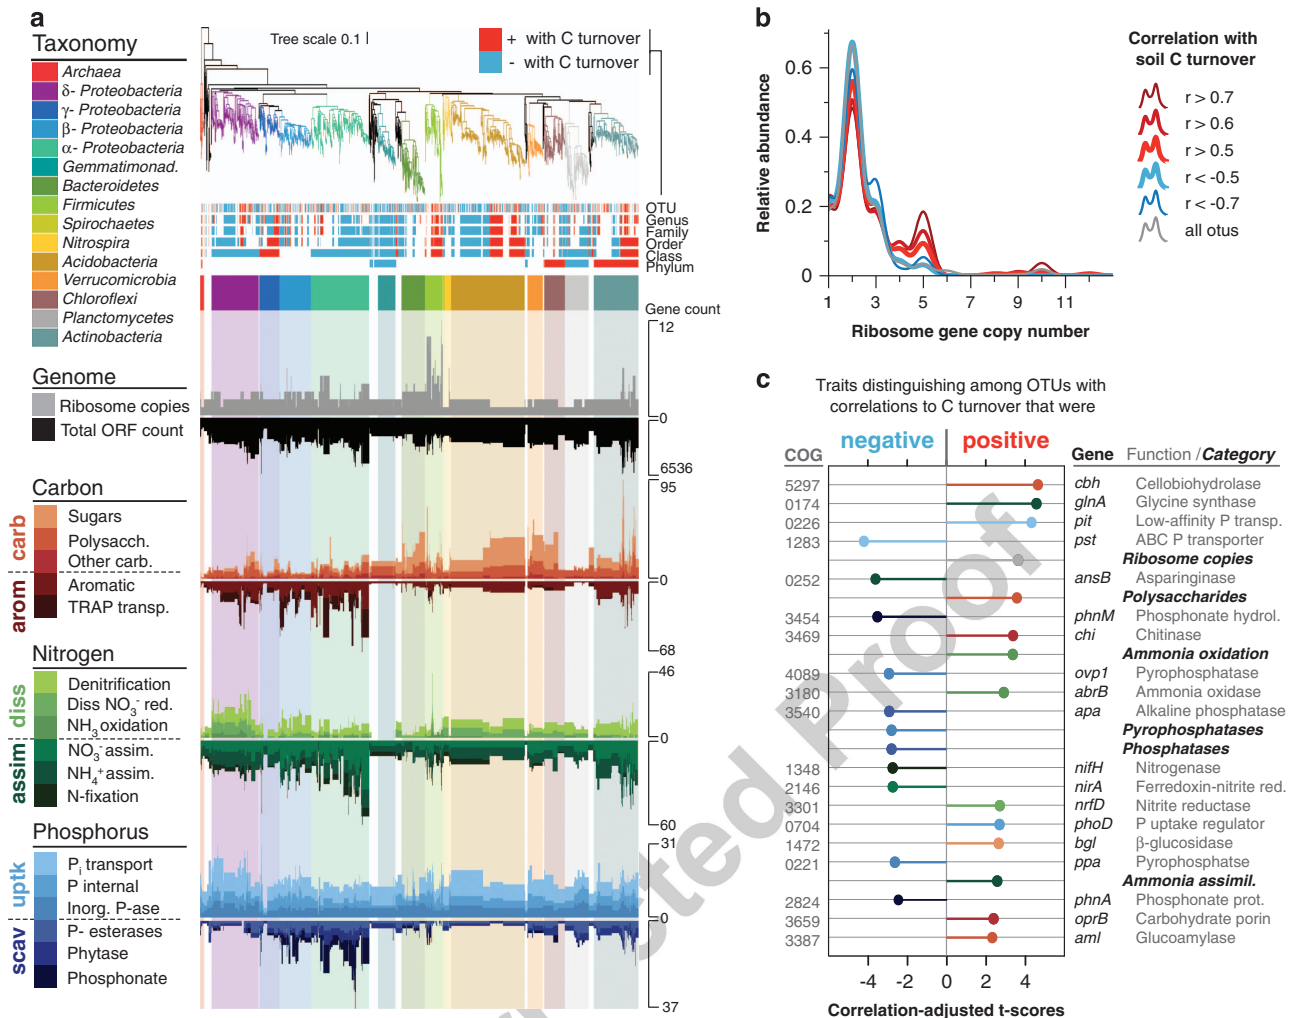 a
Taxonomy
Archaea
δ- Proteobacteria
γ- Proteobacteria
β- Proteobacteria
α- Proteobacteria
Gemmatimonad.
Bacteroidetes
Firmicutes
Spirochaetes
Nitrospira
Acidobacteria
Verrucomicrobia
Chloroflexi
Planctomycetes
Actinobacteria
Genome
Ribosome copies
Total ORF count
Carbon
carb
Sugars
Polysacch.
Other carb.
arom
Aromatic
TRAP transp.
Nitrogen
diss
Denitrification
Diss NO3- red.
NH3 oxidation
assim
NO3- assim.
NH4+ assim.
N-fixation
Phosphorus
uptk
Pi transport
P internal
Inorg. P-ase
scav
P- esterases
Phytase
Phosphonate
Tree scale 0.1
+ with C turnover
- with C turnover
OTU
Genus
Family
Order
Class
Phylum
Gene count
12
0
6536
95
0
68
46
0
60
31
0
37
b
Relative abundance
0.6
0.4
0.2
0
1 3 5 7 9 11
Ribosome gene copy number
Correlation with
soil C turnover
r > 0.7
r > 0.6
r > 0.5
r < -0.5
r < -0.7
all otus
c
Traits distinguishing among OTUs with
correlations to C turnover that were
negative positive
COG Gene Function / Category
5297 cbh Cellobiohydrolase
0174 glnA Glycine synthase
0226 pit Low-affinity P transp.
1283 pst ABC P transporter
Ribosome copies
0252 ansB Asparinginase
Polysaccharides
3454 phnM Phosphonate hydrol.
3469 chi Chitinase
Ammonia oxidation
4089 ovp1 Pyrophosphatase
3180 abrB Ammonia oxidase
3540 apa Alkaline phosphatase
Pyrophosphatases
Phosphatases
1348 nifH Nitrogenase
2146 nirA Ferredoxin-nitrite red.
3301 nrfD Nitrite reductase
0704 phoD P uptake regulator
1472 bgl β-glucosidase
0221 ppa Pyrophosphatse
Ammonia assimil.
2824 phnA Phosphonate prot.
3659 oprB Carbohydrate porin
3387 aml Glucoamylase
-4 -2 0 2 4
Correlation-adjusted t-scores
cted Proof